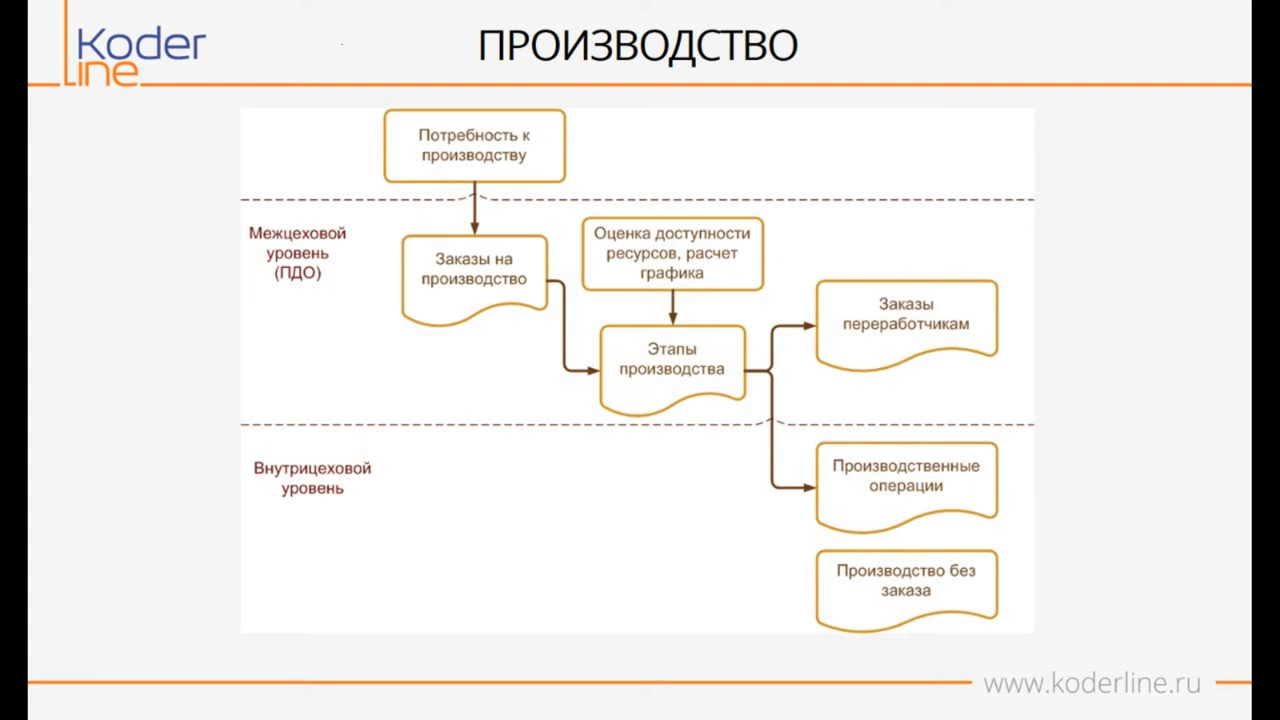 Koder
line
ПРОИЗВОДСТВО
Потребность к
производству
Межцеховой
уровень
(ПДО)
Заказы на
производство
Оценка доступности
ресурсов, расчет
графика
Этапы
производства
Заказы
переработчикам
Внутрицеховой
уровень
Производственные
операции
Производство без
заказа
www.koderline.ru